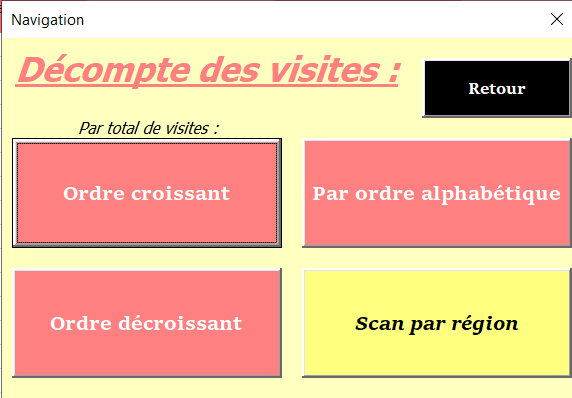 Navigation
Décompte des visites :
Retour
Par total de visites :
Ordre croissant
Par ordre alphabétique
Ordre décroissant
Scan par région